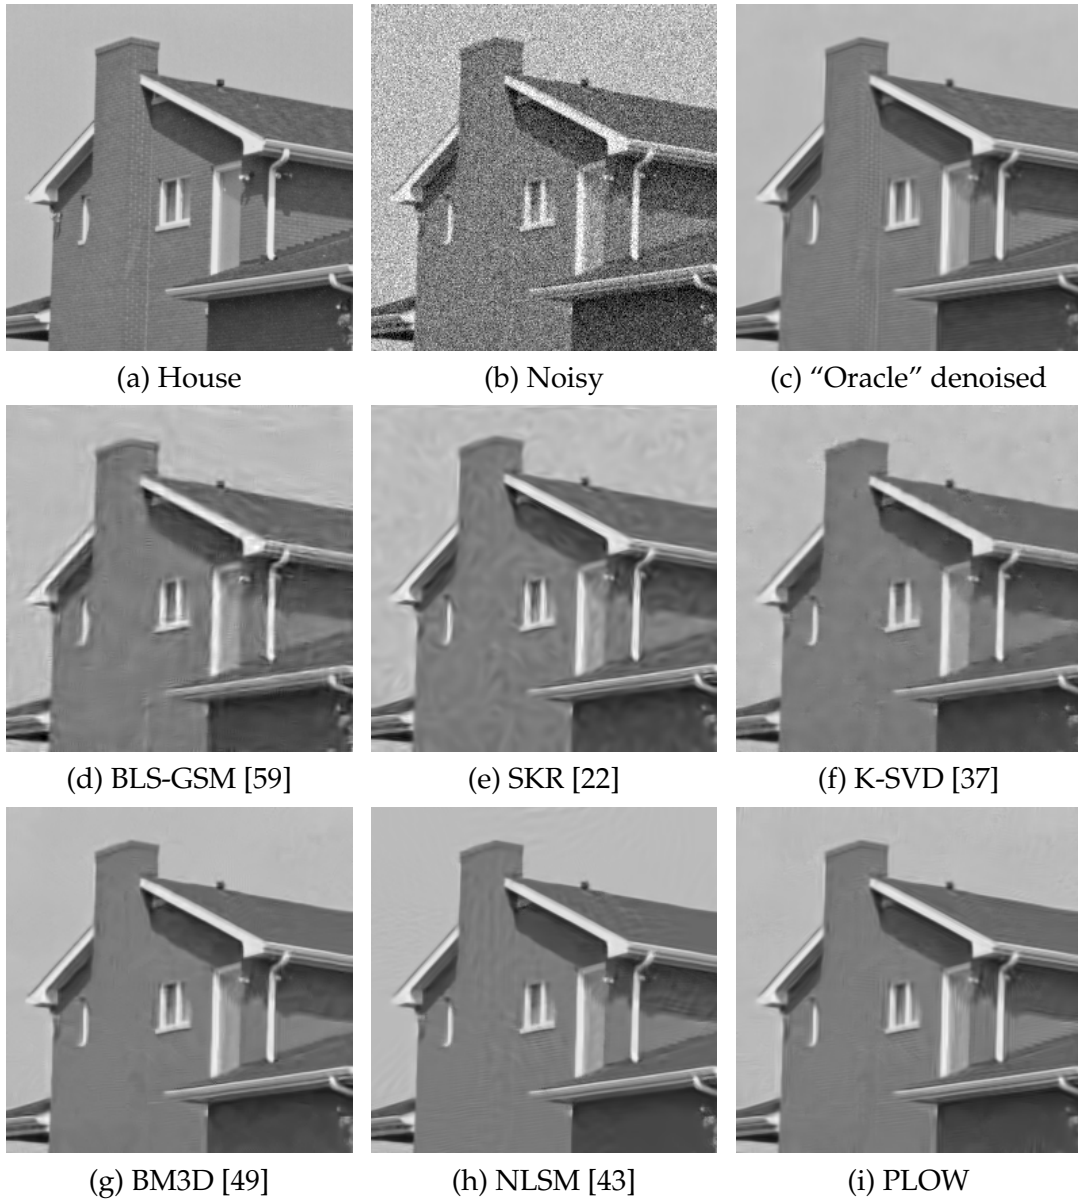 (a) House
(b) Noisy
(c) “Oracle” denoised
(d) BLS-GSM [59]
(e) SKR [22]
(f) K-SVD [37]
(g) BM3D [49]
(h) NLSM [43]
(i) PLOW